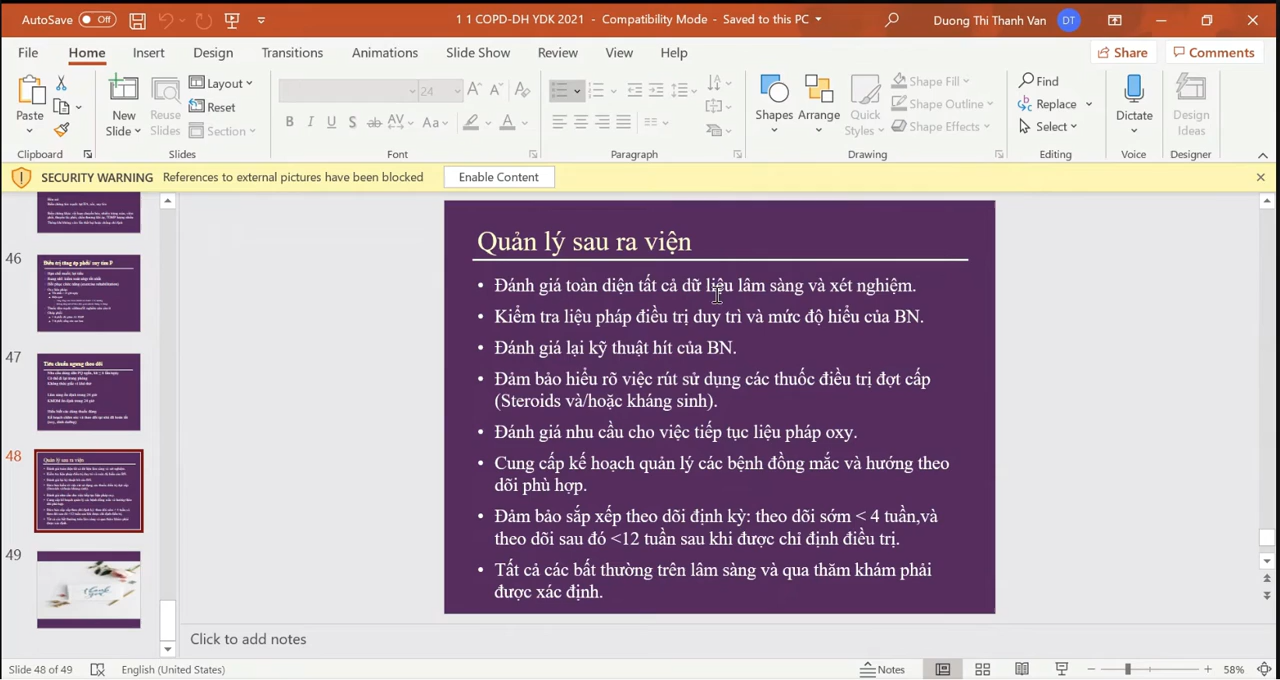 AutoSave Off 1 1 COPD-DH YDK 2021 - Compatibility Mode - Saved to this PC Duong Thi Thanh Van DT
File Home Insert Design Transitions Animations Slide Show Review View Help Share Comments
Paste New Slide Reuse Slides Layout Reset Section 24 Shapes Arrange Quick Styles Shape Fill Shape Outline Shape Effects Find Replace Select Dictate Design Ideas
Clipboard Slides Font Paragraph Drawing Editing Voice Designer
SECURITY WARNING References to external pictures have been blocked Enable Content
46
47
48
49
Quản lý sau ra viện
• Đánh giá toàn diện tất cả dữ liệu lâm sàng và xét nghiệm.
• Kiểm tra liệu pháp điều trị duy trì và mức độ hiểu của BN.
• Đánh giá lại kỹ thuật hít của BN.
• Đảm bảo hiểu rõ việc rút sử dụng các thuốc điều trị đợt cấp
(Steroids và/hoặc kháng sinh).
• Đánh giá nhu cầu cho việc tiếp tục liệu pháp oxy.
• Cung cấp kế hoạch quản lý các bệnh đồng mắc và hướng theo
dõi phù hợp.
• Đảm bảo sắp xếp theo dõi định kỳ: theo dõi sớm < 4 tuần,và
theo dõi sau đó <12 tuần sau khi được chỉ định điều trị.
• Tất cả các bất thường trên lâm sàng và qua thăm khám phải
được xác định.
Click to add notes
Slide 48 of 49 English (United States) Notes 58%